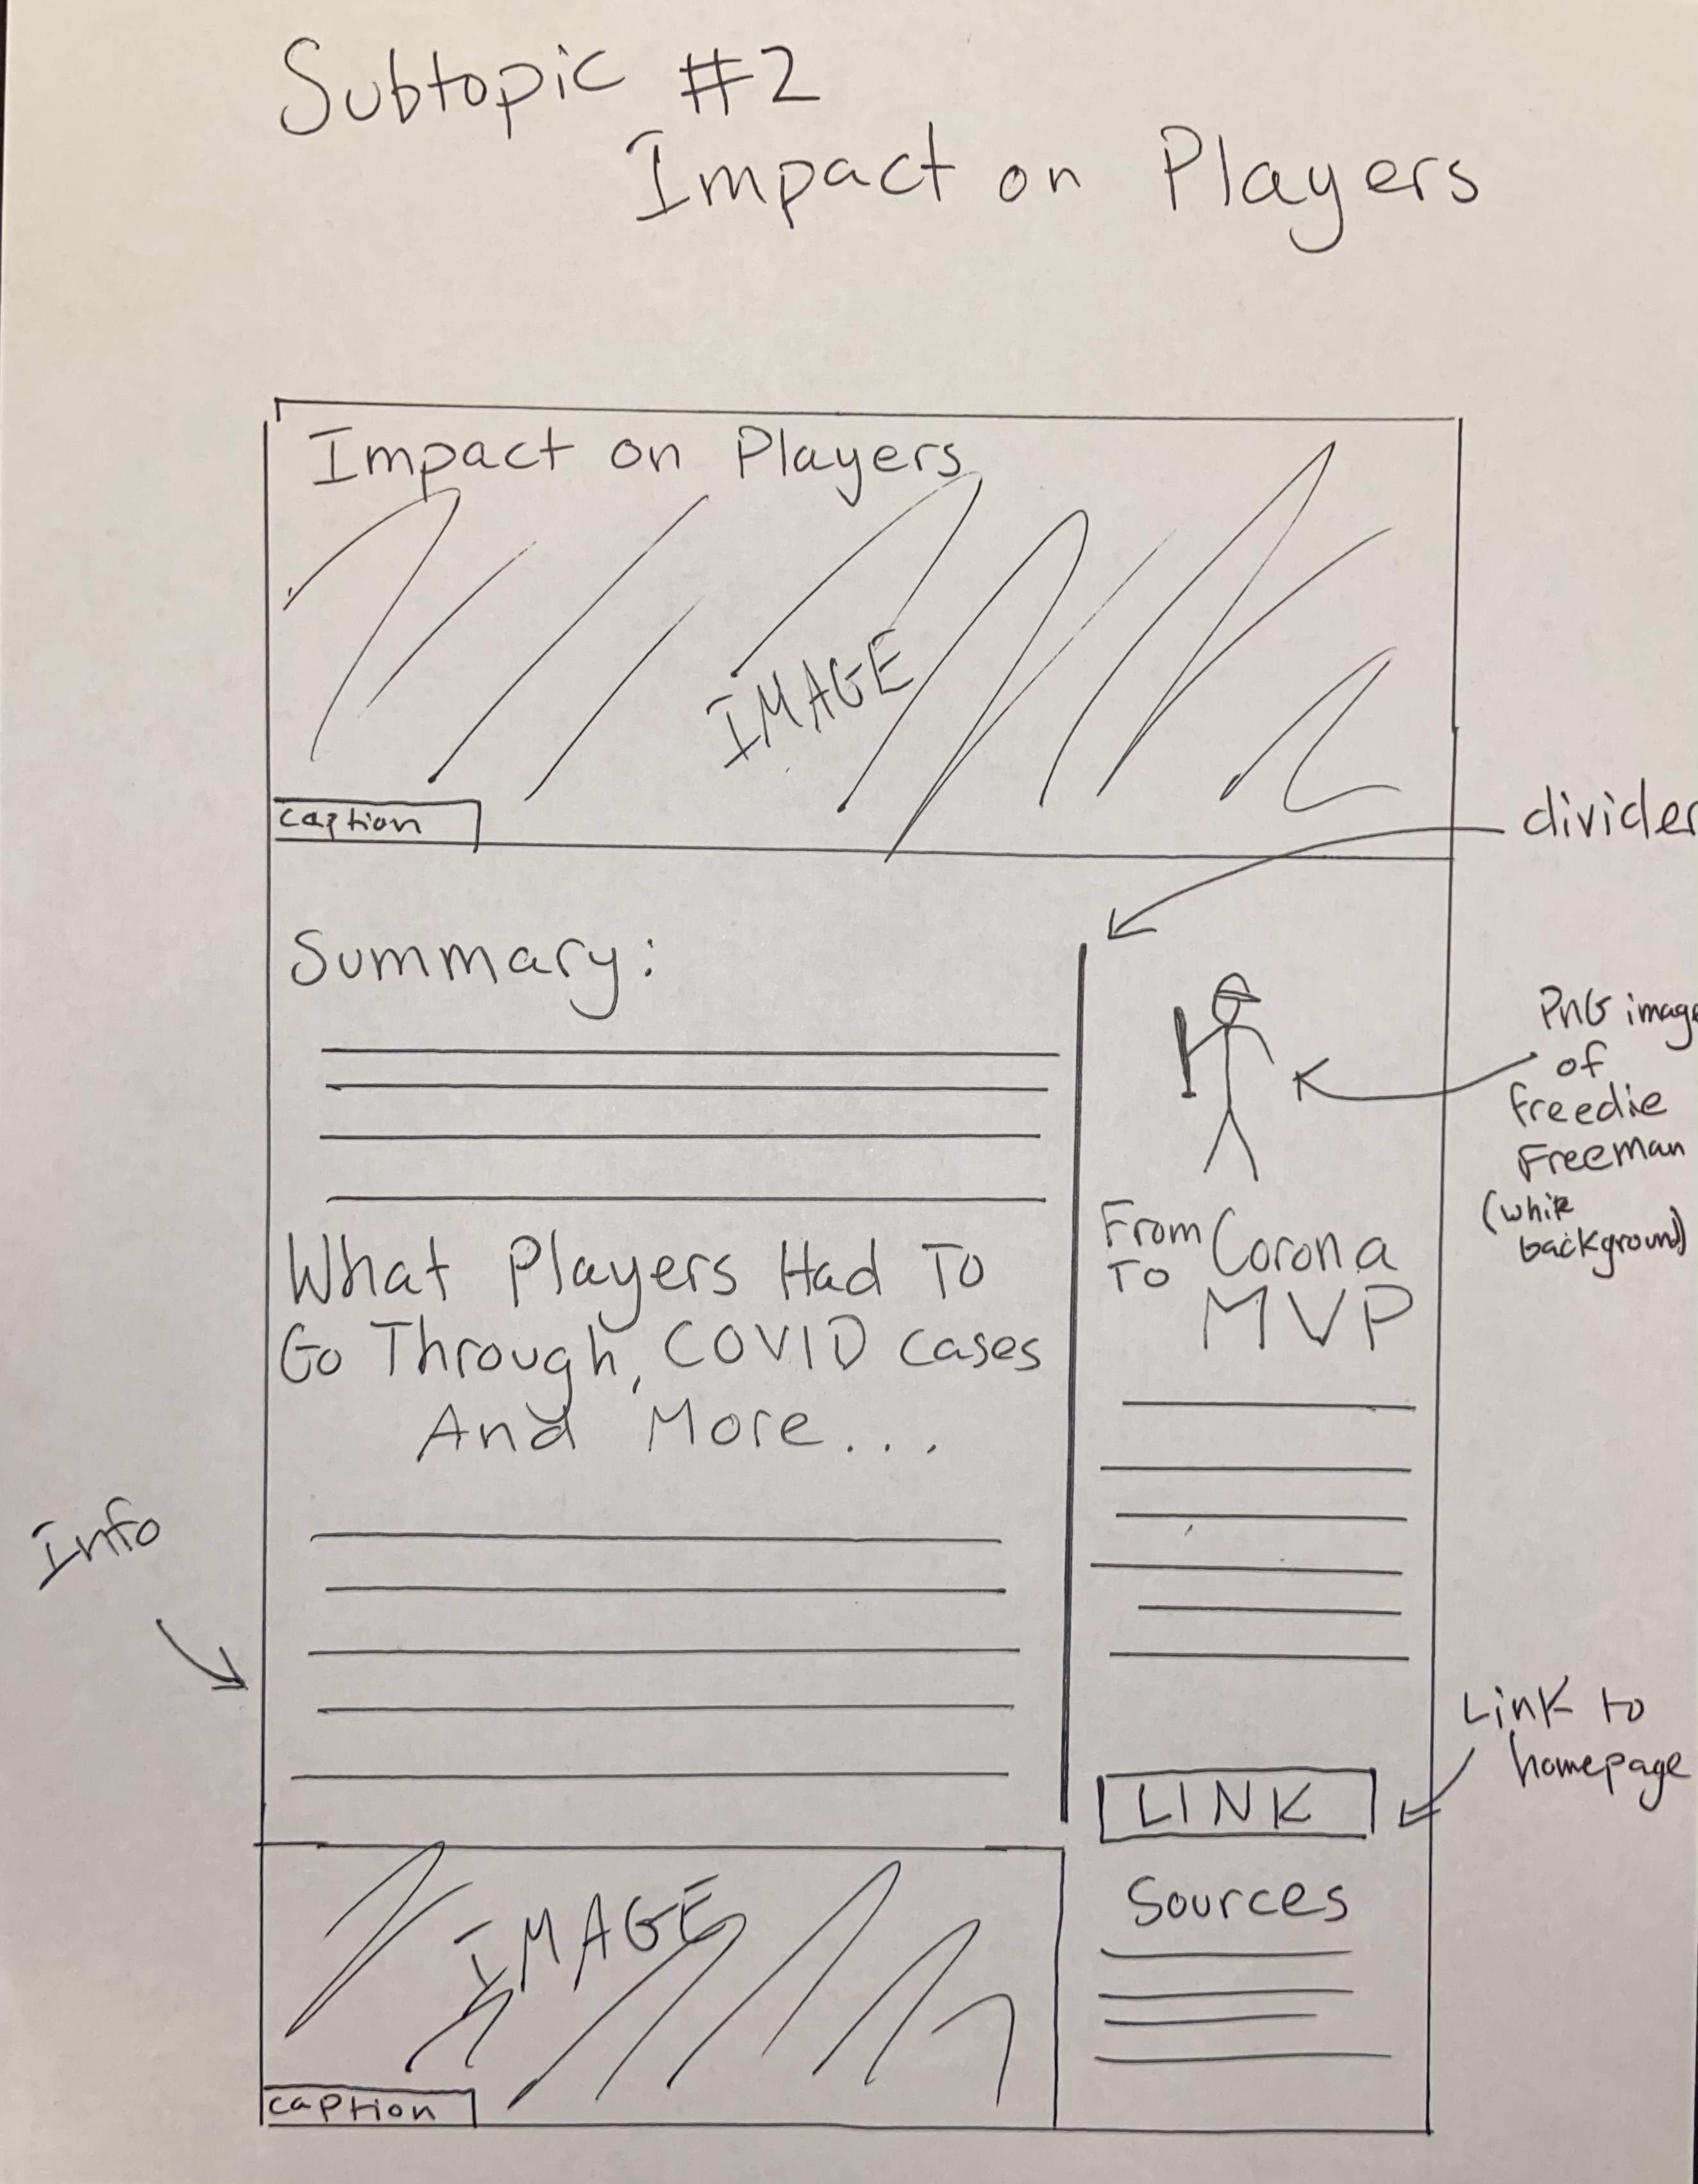 Subtopic #2
Impact on Players
Impact on Players
IMAGE
caption
divider
Summary:
PnG image
of
Freedie
Freeman
(white
background)
From Corona
To MVP
What Players Had To
Go Through, COVID cases
And More...
Info
Link to
homepage
LINK
Sources
IMAGE
caption